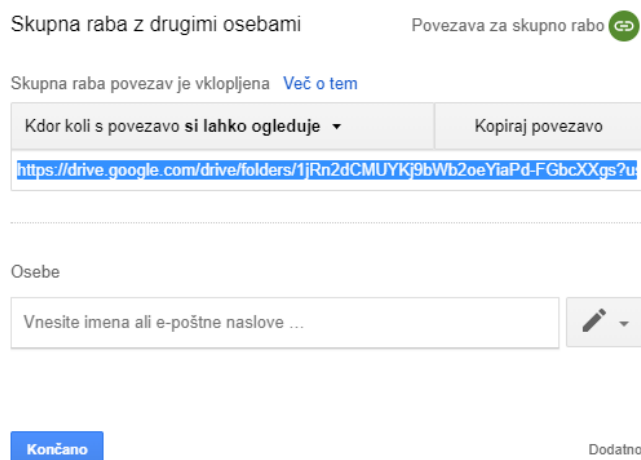 Skupna raba z drugimi osebami
Povezava za skupno rabo
Skupna raba povezav je vklopljena Več o tem
Kdor koli s povezavo si lahko ogleduje
Kopiraj povezavo
https://drive.google.com/drive/folders/1jRn2dCMUYKj9bWb2oeYiaPd-FGbcXXgs?us
Osebe
Vnesite imena ali e-poštne naslove ...
Končano
Dodatno